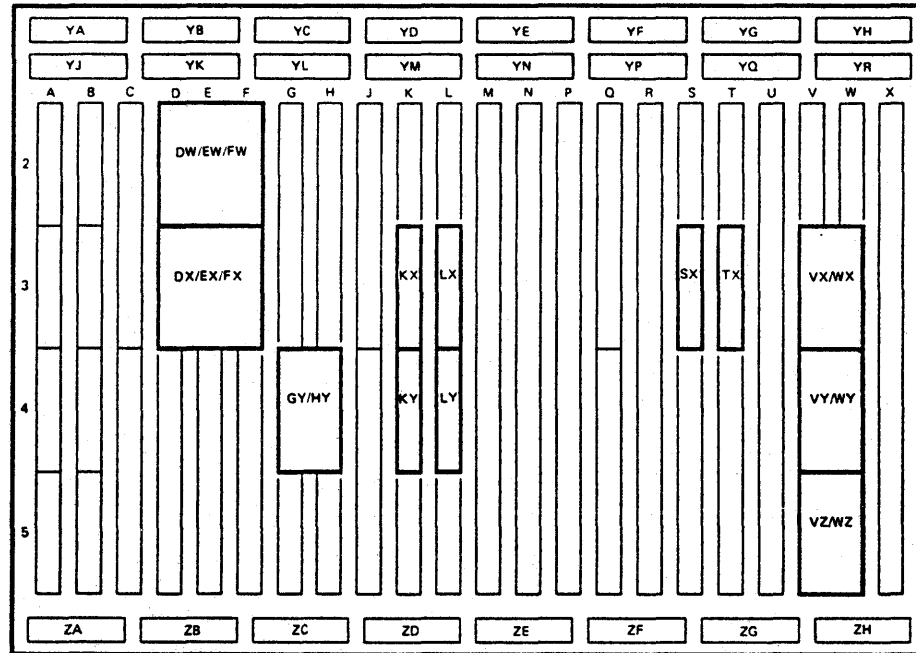 YA YB YC YD YE YF YG YH
YJ YK YL YM YN YP YQ YR
A B C D E F G H J K L M N P Q R S T U V W X
2
DW/EW/FW
3
DX/EX/FX KX LX SX TX VX/WX
4
GY/HY KY LY VY/WY
5
VZ/WZ
ZA ZB ZC ZD ZE ZF ZG ZH